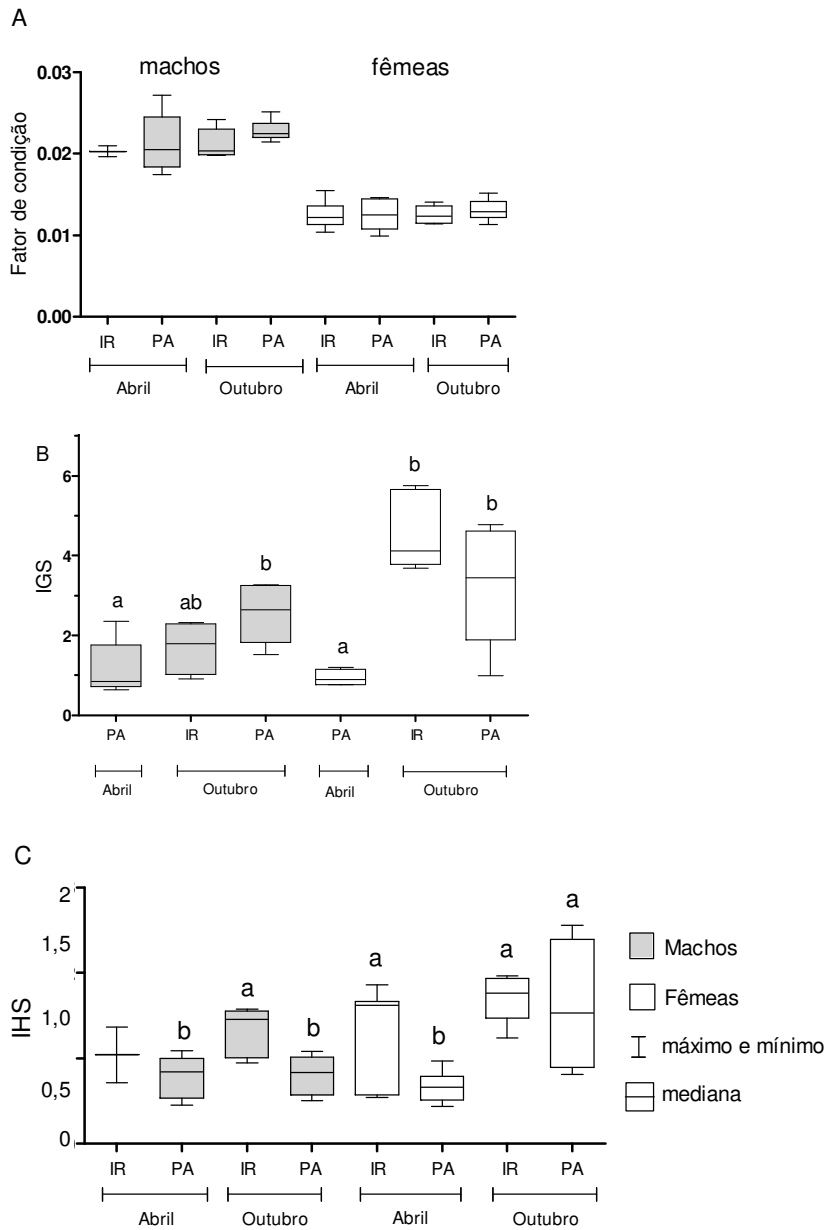 A
machos fêmeas
Fator de condição
0.03
0.02
0.01
0.00
IR PA IR PA IR PA IR PA
Abril Outubro Abril Outubro
B
IGS
6
4
2
0
a ab b a b b
PA IR PA PA IR PA
Abril Outubro Abril Outubro
C
IHS
2
1,5
1,0
0,5
0
b a b a b a a
IR PA IR PA IR PA IR PA
Abril Outubro Abril Outubro
Machos
Fêmeas
máximo e mínimo
mediana